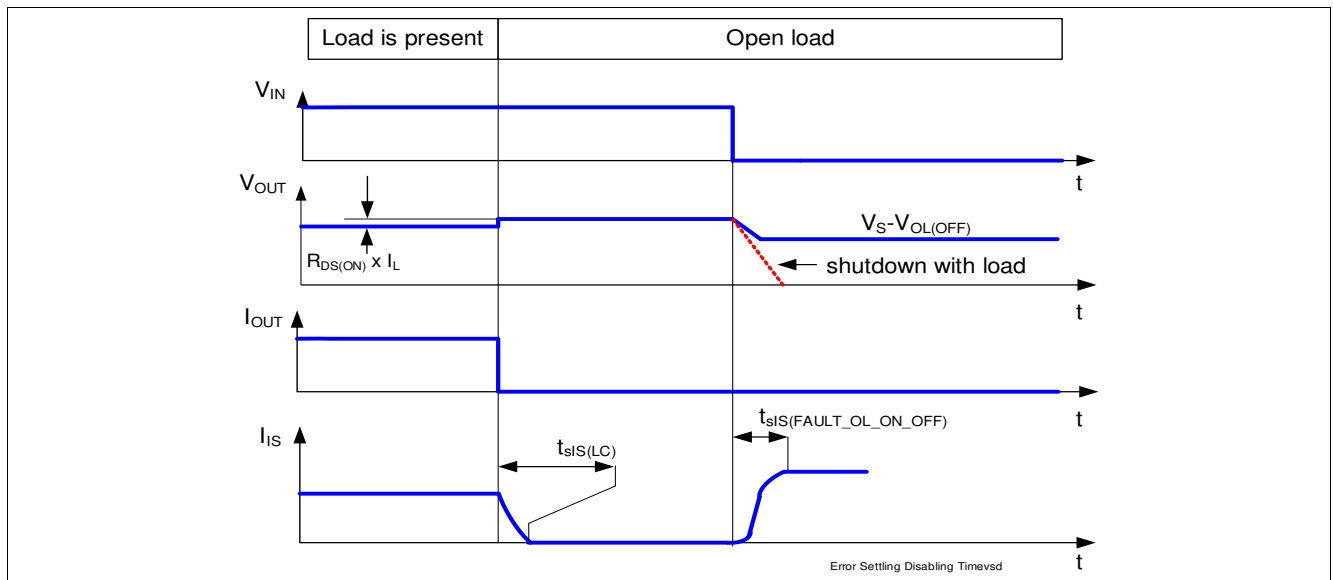 Load is present
Open load
VIN
t
VOUT
VS-VOL(OFF)
RDS(ON) x IL
shutdown with load
t
IOUT
t
tsIS(FAULT_OL_ON_OFF)
IIS
tsIS(LC)
t
Error Settling Disabling Timevsd